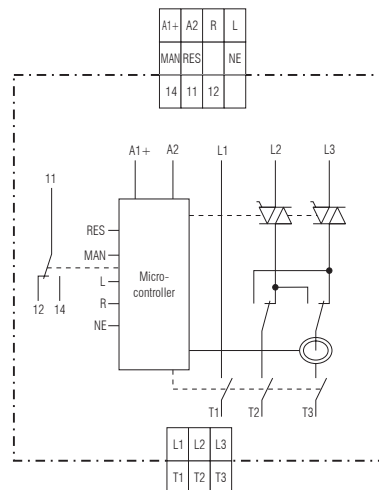 A1+ A2 R L
MAN RES NE
14 11 12
A1+ A2 L1 L2 L3
11
RES
MAN
Micro-
controller
L
R
NE
12 14
T1 T2 T3
L1 L2 L3
T1 T2 T3